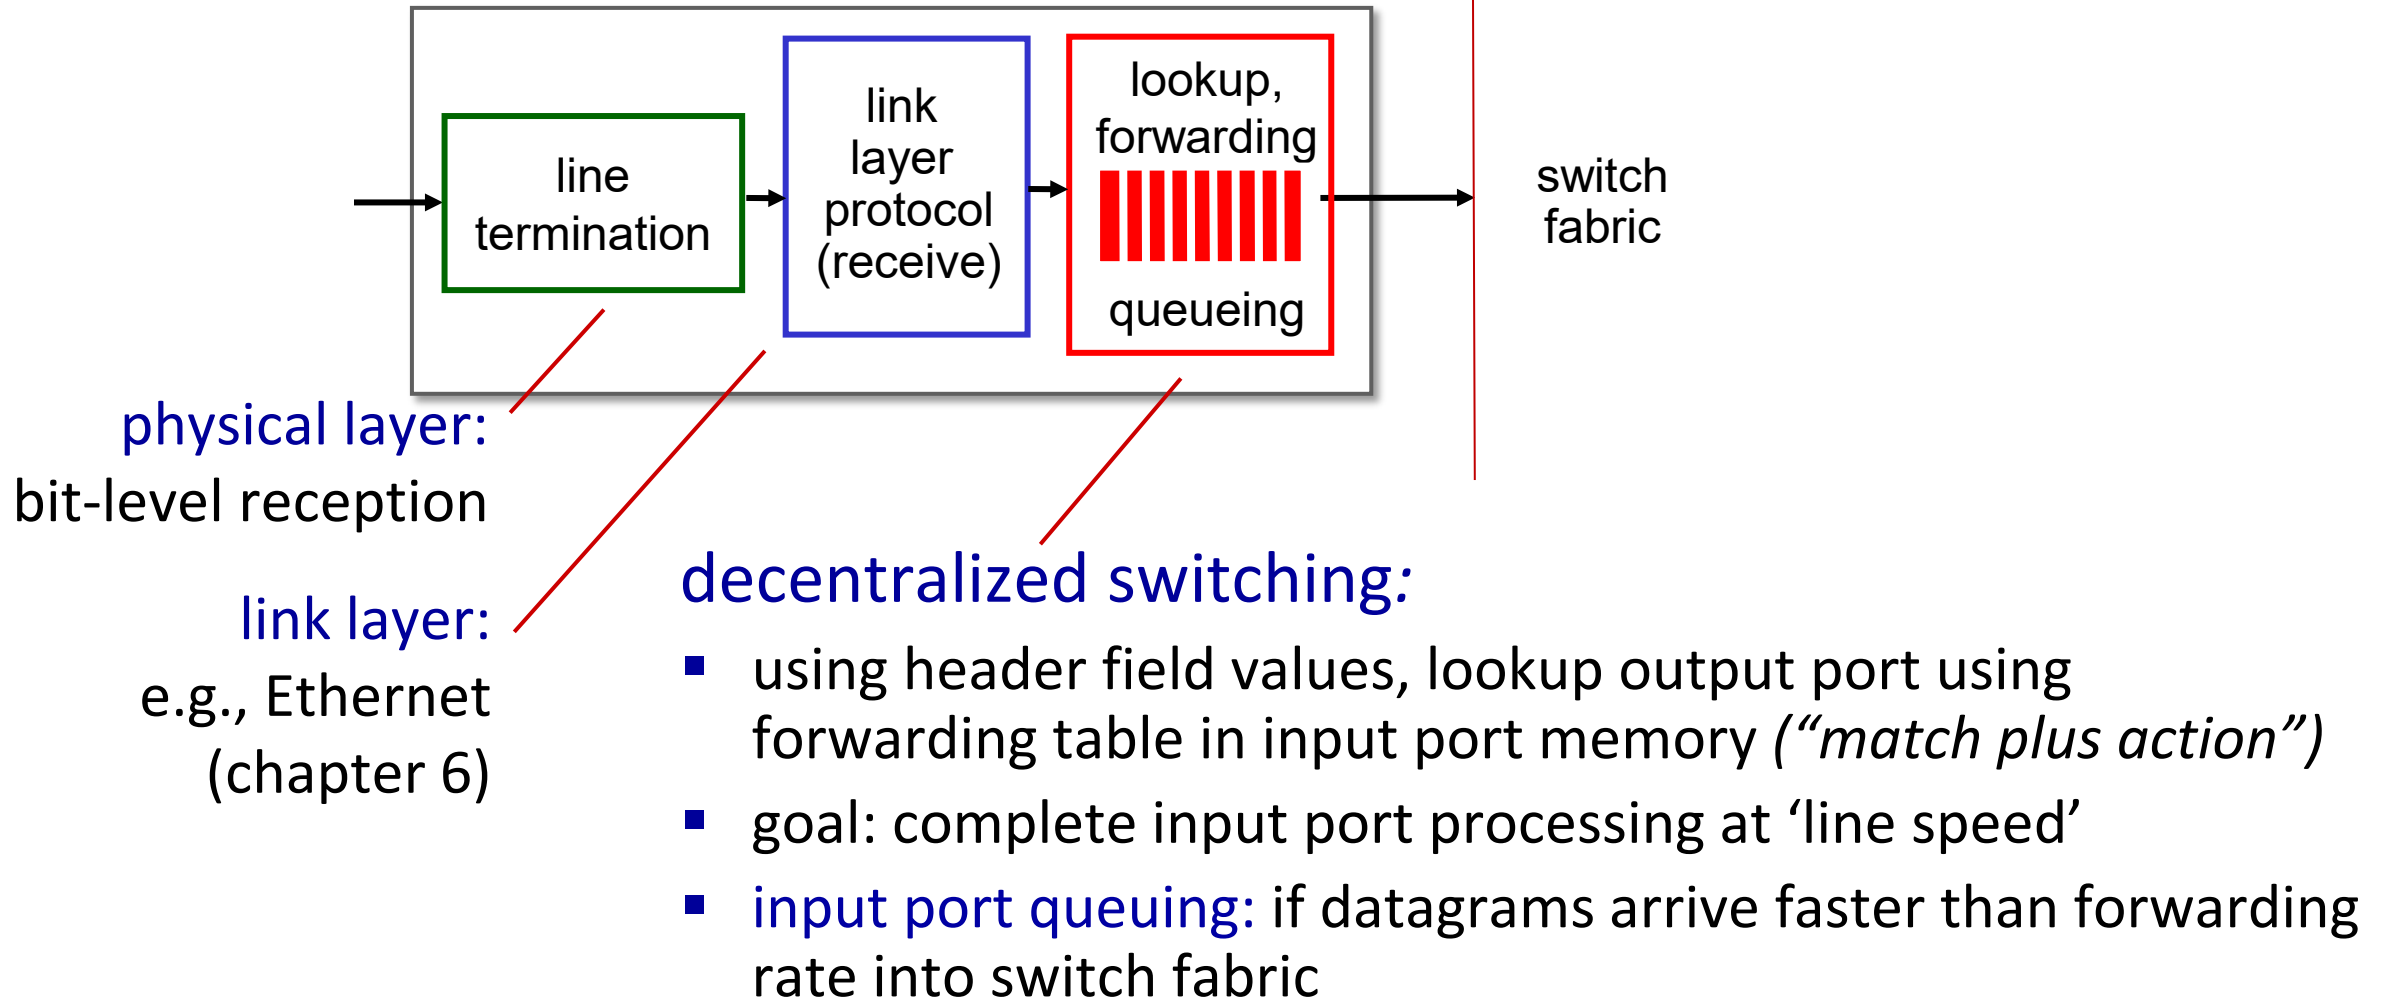 line
termination
link
layer
protocol
(receive)
lookup,
forwarding
queueing
switch
fabric
physical layer:
bit-level reception
link layer:
e.g., Ethernet
(chapter 6)
decentralized switching:
using header field values, lookup output port using
forwarding table in input port memory (“match plus action”)
goal: complete input port processing at ‘line speed’
input port queuing: if datagrams arrive faster than forwarding
rate into switch fabric